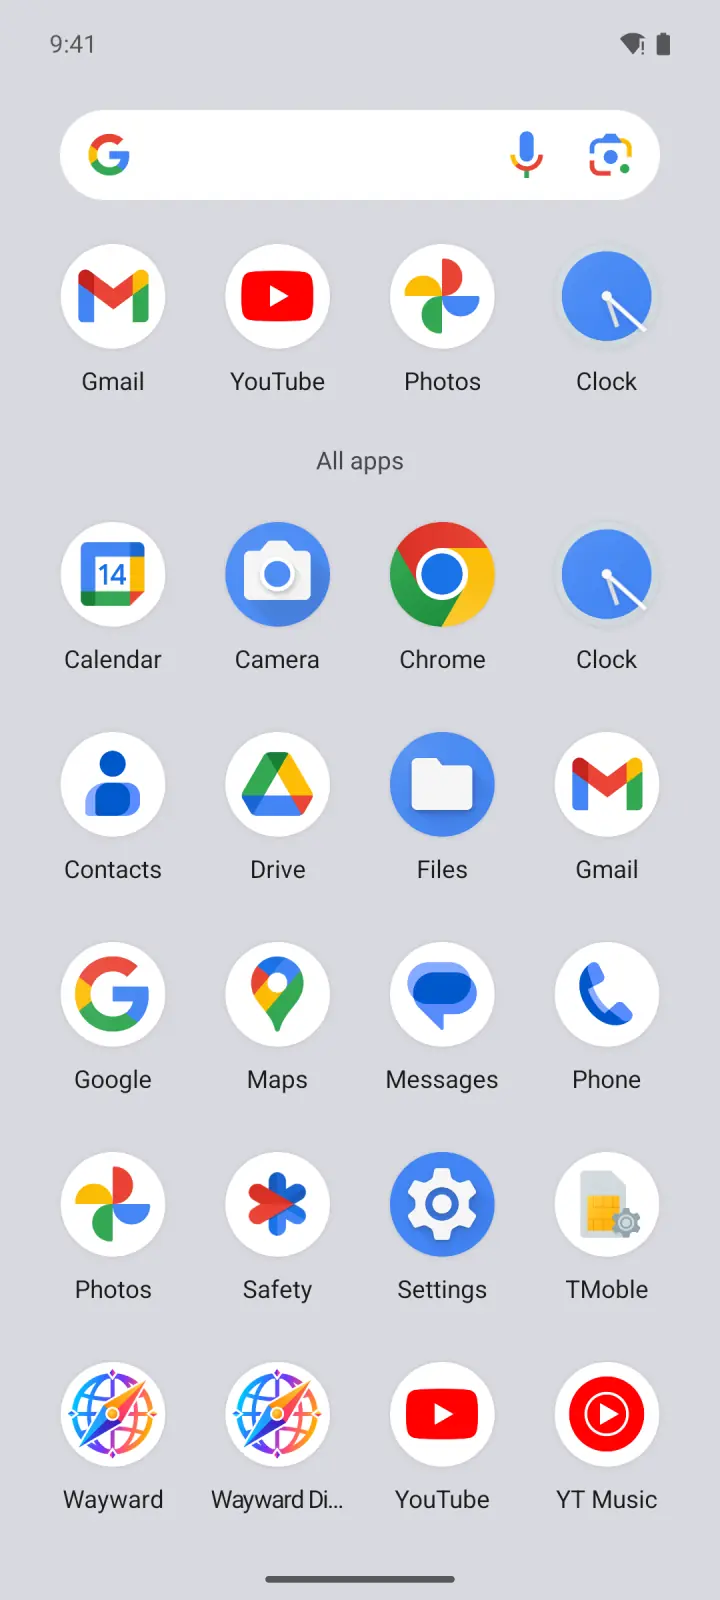 9:41
Gmail YouTube Photos Clock
All apps
14
Calendar Camera Chrome Clock
Contacts Drive Files Gmail
Google Maps Messages Phone
Photos Safety Settings TMoble
Wayward Wayward Di... YouTube YT Music